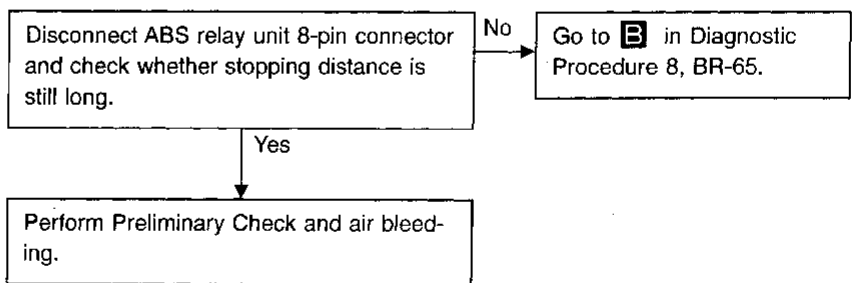 Disconnect ABS relay unit 8-pin connector
and check whether stopping distance is
still long.
No
Go to B in Diagnostic
Procedure 8, BR-65.
Yes
Perform Preliminary Check and air bleed-
ing.